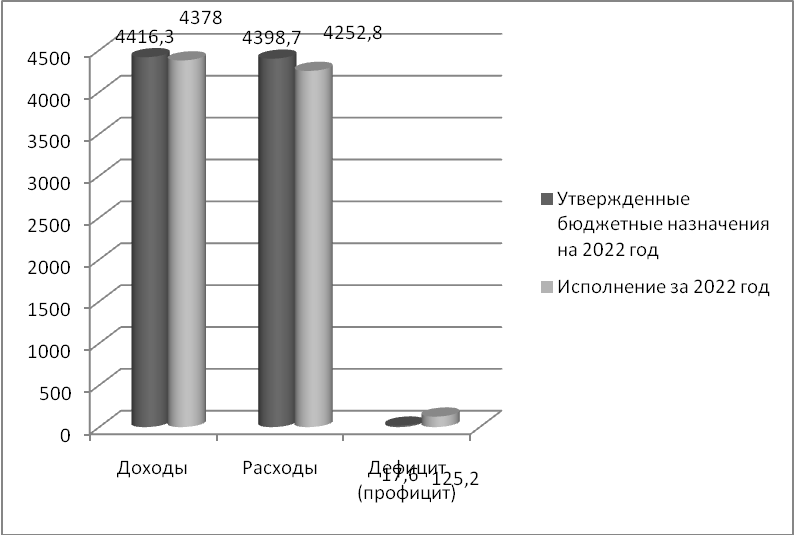 4416,3
4378
4398,7
4252,8
4500
4000
3500
3000
2500
2000
1500
1000
500
0
Доходы
Расходы
Дефицит
(профицит)
17,6
125,2
Утвержденные
бюджетные назначения
на 2022 год
Исполнение за 2022 год